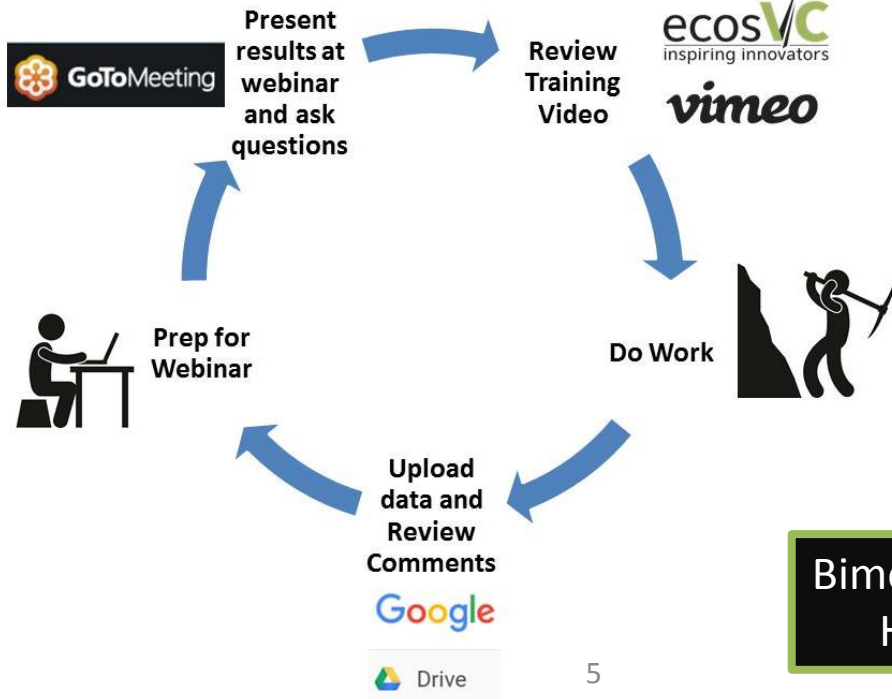 GoToMeeting
Present
results at
webinar
and ask
questions
Review
Training
Video
ecosVC
inspiring innovators
vimeo
Prep for
Webinar
Do Work
Upload
data and
Review
Comments
Google
Drive
5